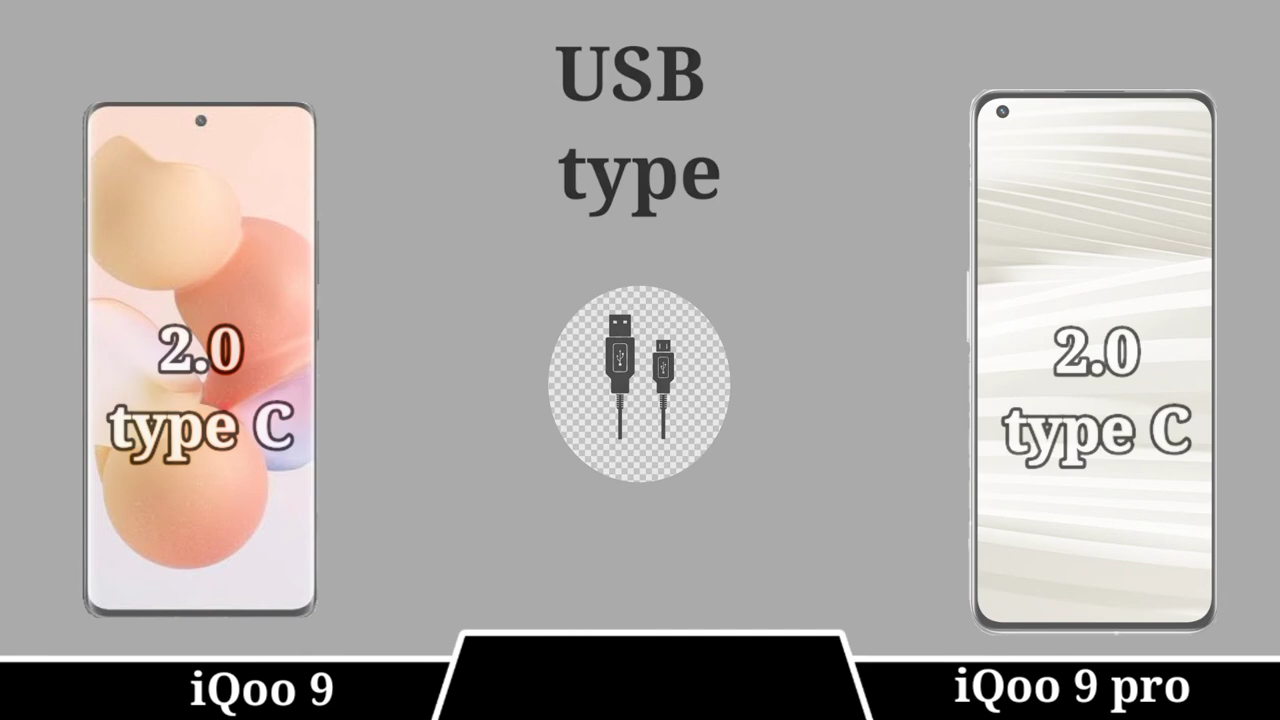 USB
type
2.0
type C
2.0
type C
iQoo 9
iQoo 9 pro